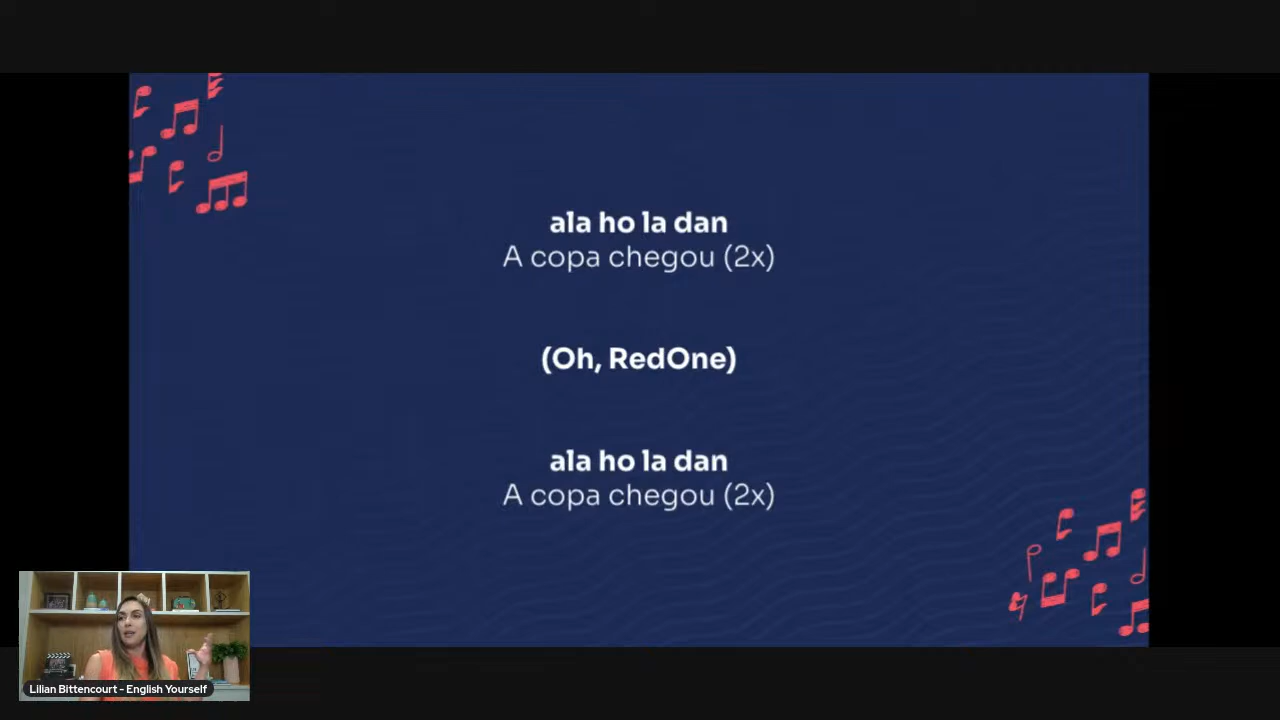 ala ho la dan
A copa chegou (2x)
(Oh, RedOne)
ala ho la dan
A copa chegou (2x)
Lilian Bittencourt - English Yourself